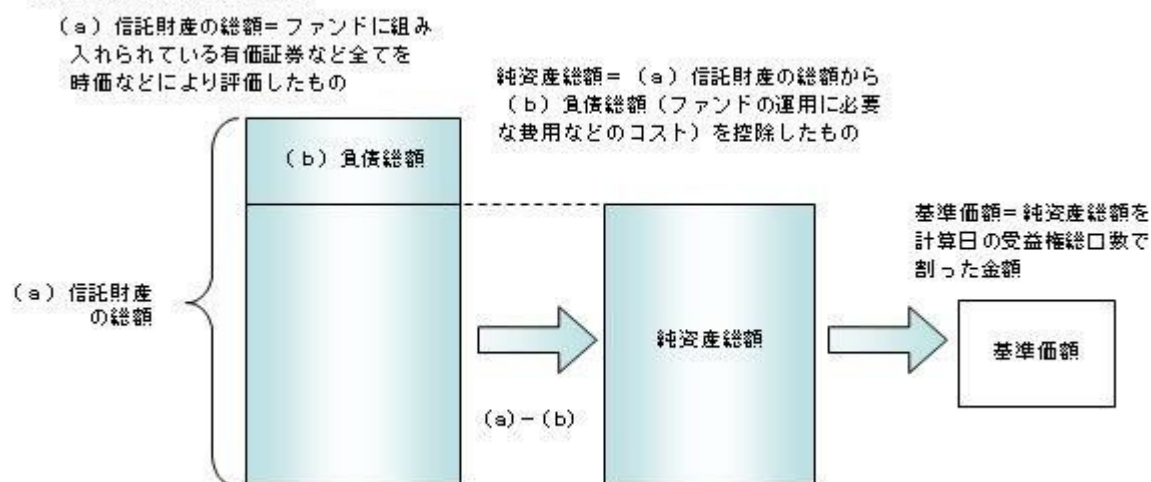 (a)信託財産の総額=ファンドに組み
入れられている有価証券など全てを
時価などにより評価したもの
純資産総額=(a)信託財産の総額から
(b)負債総額(ファンドの運用に必要
な費用などのコスト)を控除したもの
(b)負債総額
基準価額=純資産総額を
計算日の受益権総口数で
割った金額
(a)信託財産
の総額
純資産総額
基準価額
(a)-(b)